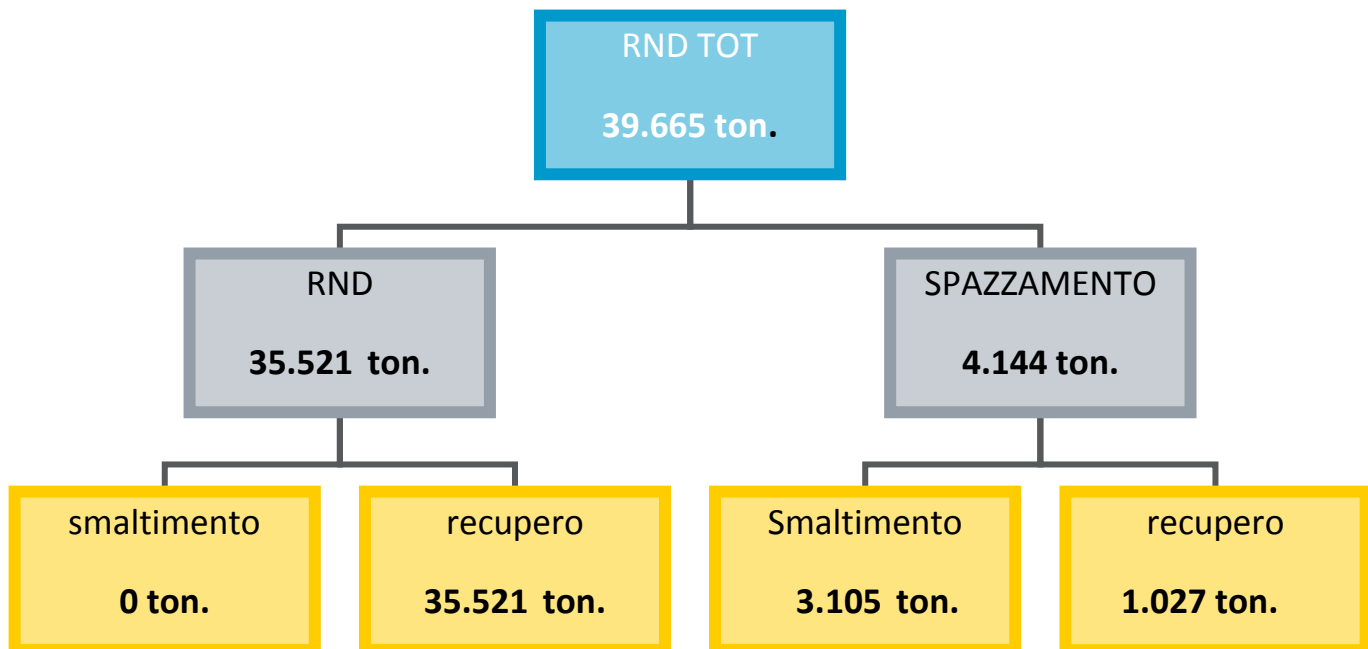 RND TOT
39.665 ton.
RND
35.521 ton.
SPAZZAMENTO
4.144 ton.
smaltimento
0 ton.
recupero
35.521 ton.
Smaltimento
3.105 ton.
recupero
1.027 ton.